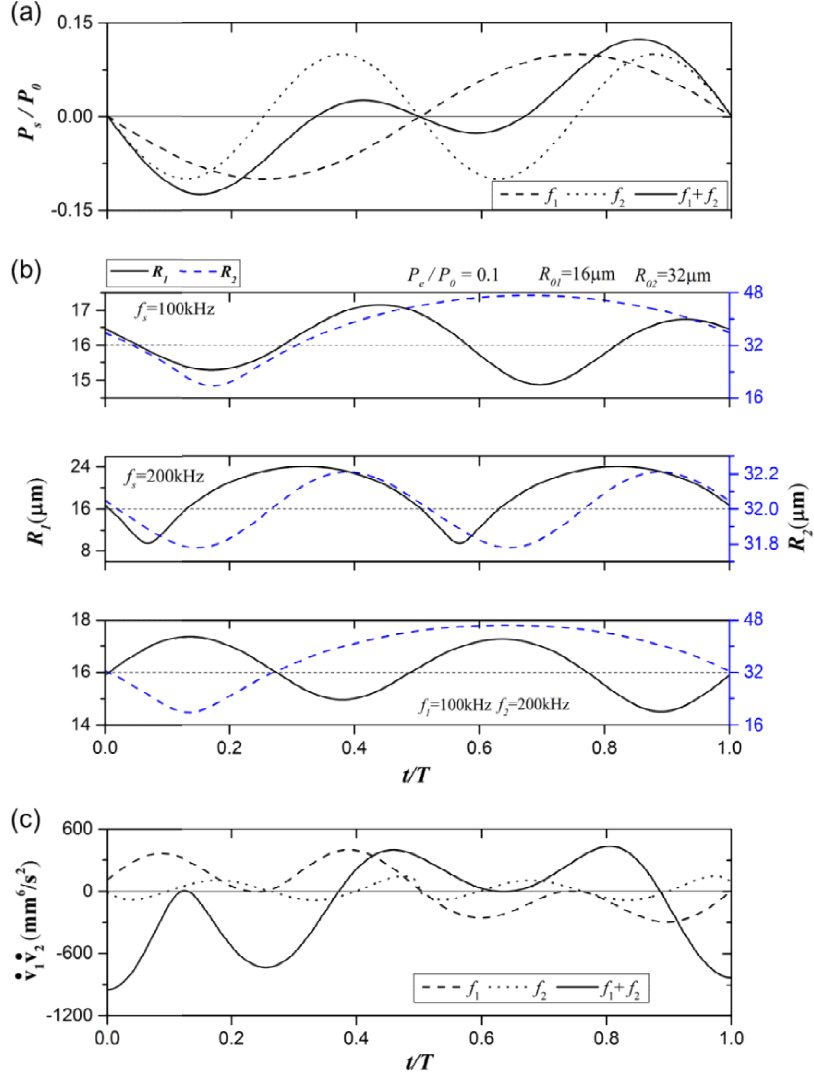 (a)
0.15
0.00
-0.15
P_s / P_0
f_1 f_2 f_1+f_2
(b)
R_1 R_2
P_e / P_0 = 0.1 R_01=16μm R_02=32μm
f_s=100kHz
17
16
15
48
32
16
f_s=200kHz
24
16
8
32.2
32.0
31.8
R_1(μm)
R_2(μm)
18
16
14
48
32
16
f_1=100kHz f_2=200kHz
0.0 0.2 0.4 0.6 0.8 1.0
t/T
(c)
600
0
-600
-1200
v̇_1v̇_2 (mm^6/s^2)
f_1 f_2 f_1+f_2
0.0 0.2 0.4 0.6 0.8 1.0
t/T